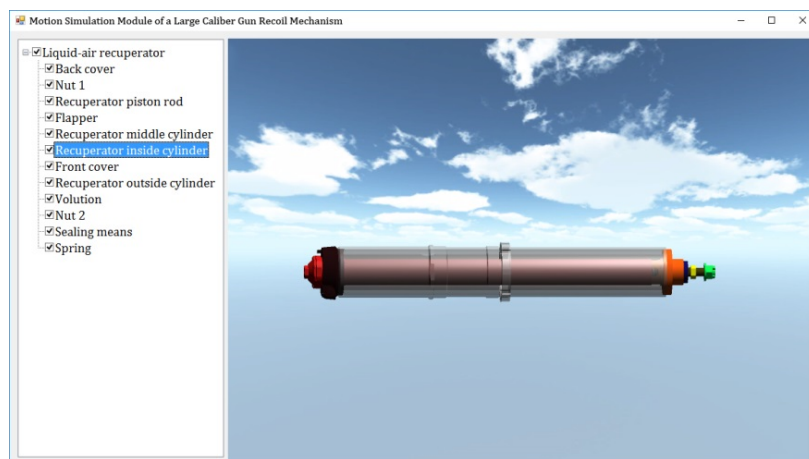 Motion Simulation Module of a Large Caliber Gun Recoil Mechanism
Liquid-air recuperator
Back cover
Nut 1
Recuperator piston rod
Flapper
Recuperator middle cylinder
Recuperator inside cylinder
Front cover
Recuperator outside cylinder
Volution
Nut 2
Sealing means
Spring